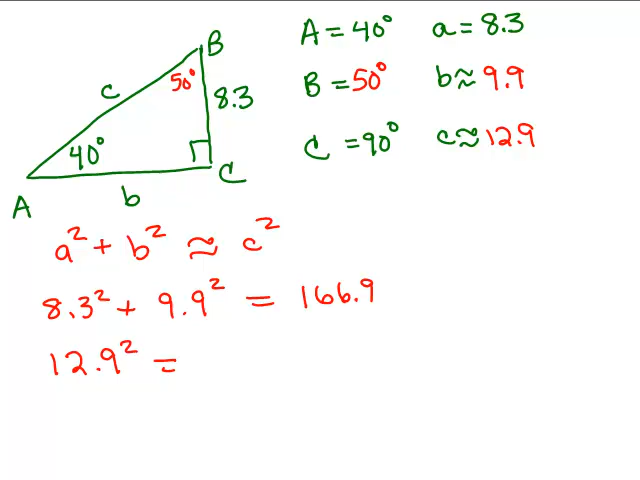 B
A = 40° a = 8.3
c 50° 8.3
B = 50° b ≈ 9.9
40°
C = 90° c ≈ 12.9
A b C
a² + b² ≈ c²
8.3² + 9.9² = 166.9
12.9² =